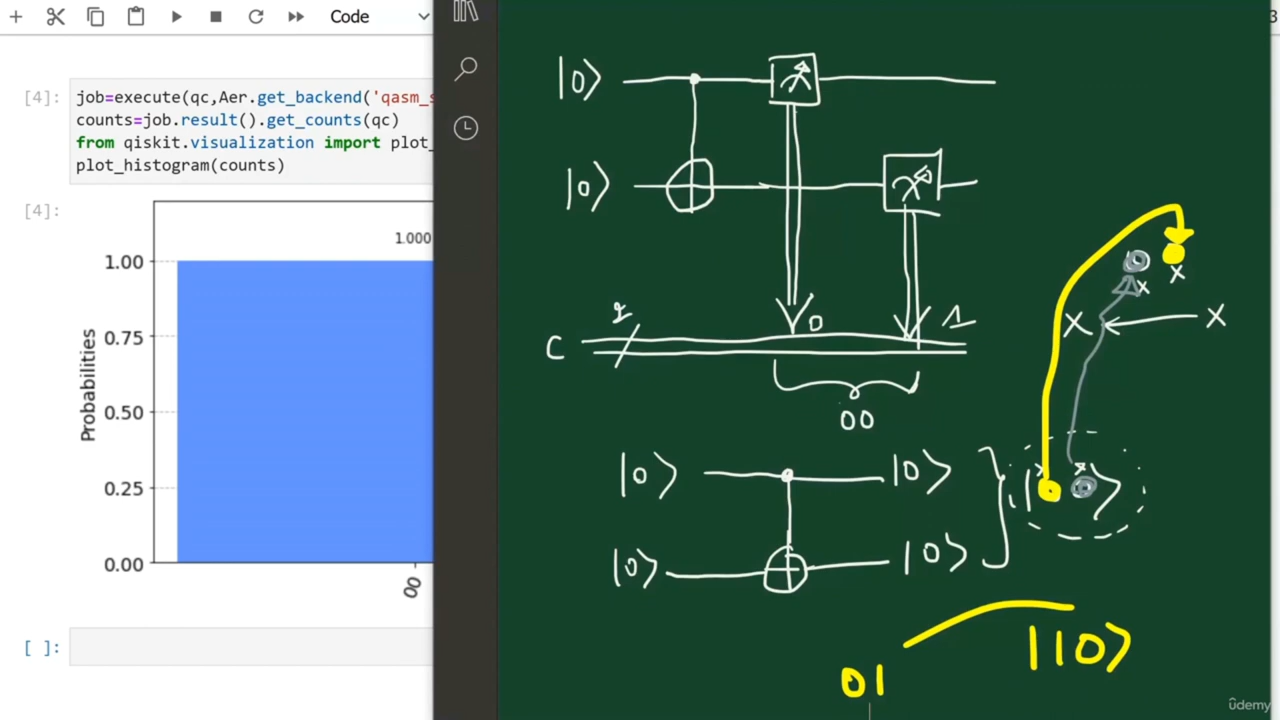 Code
3
[4]:
job=execute(qc,Aer.get_backend('qasm_s
counts=job.result().get_counts(qc)
from qiskit.visualization import plot_
plot_histogram(counts)
[4]:
1.000
1.00
0.75
0.50
0.25
0.00
Probabilities
00
[ ]:
|0⟩
|0⟩
2
0
1
C
00
x
x
X
X
|0⟩
|0⟩
x
x
|0⟩
|0⟩
|10⟩
01
ûdemy